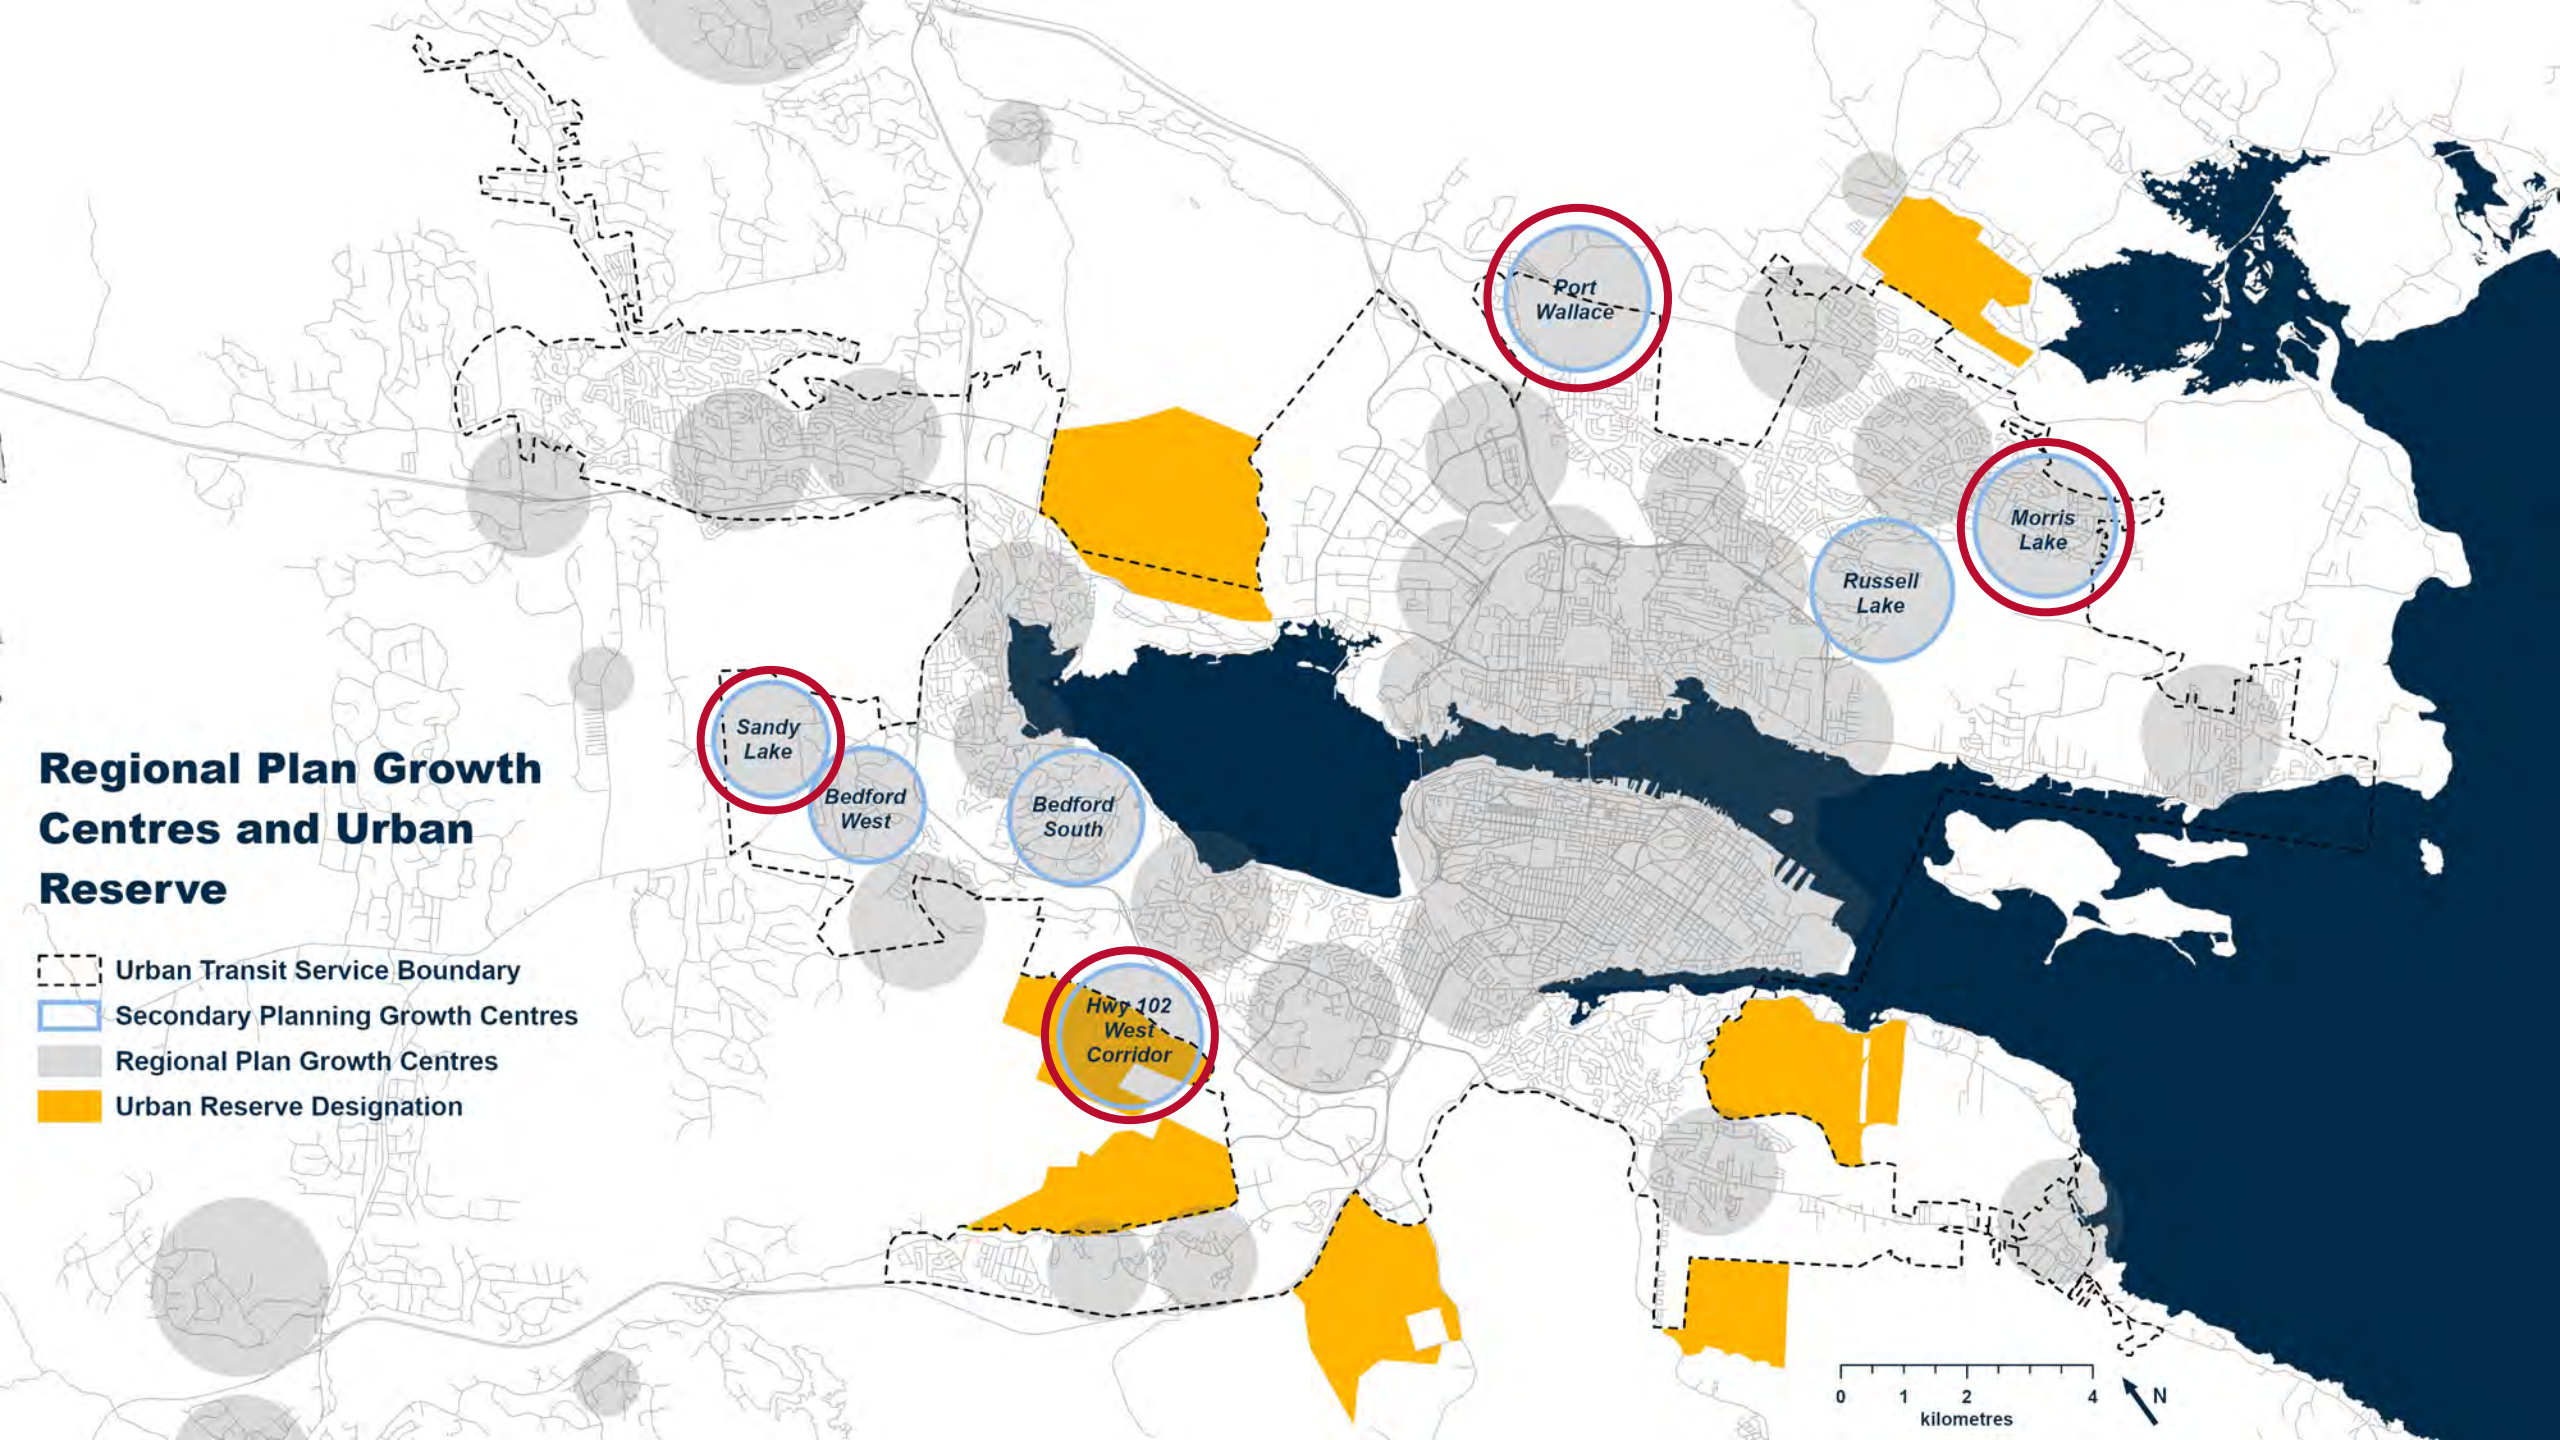 Port
Wallace
Morris
Lake
Russell
Lake
Sandy
Lake
Bedford
West
Bedford
South
Hwy 102
West
Corridor
Regional Plan Growth
Centres and Urban
Reserve
Urban Transit Service Boundary
Secondary Planning Growth Centres
Regional Plan Growth Centres
Urban Reserve Designation
0 1 2 4
kilometres
N